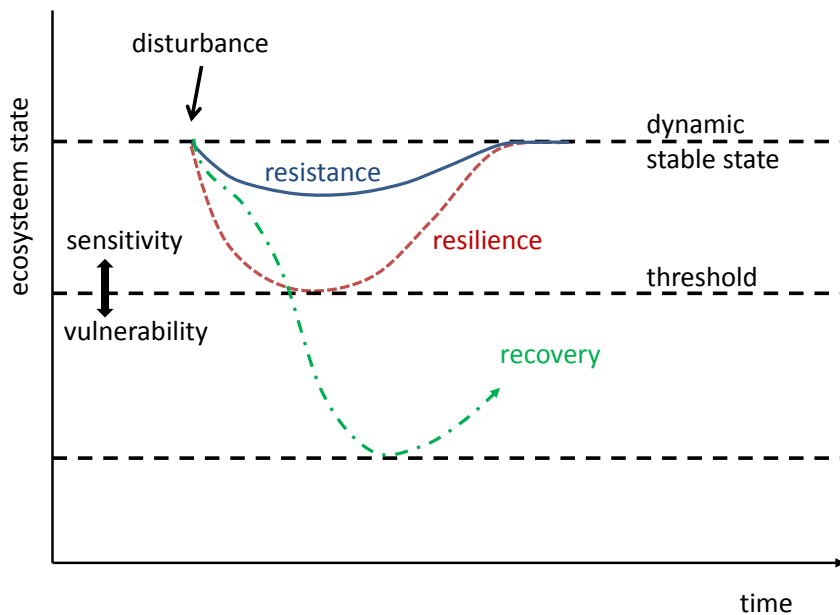 disturbance
ecosysteem state
dynamic
stable state
resistance
sensitivity
resilience
threshold
vulnerability
recovery
time